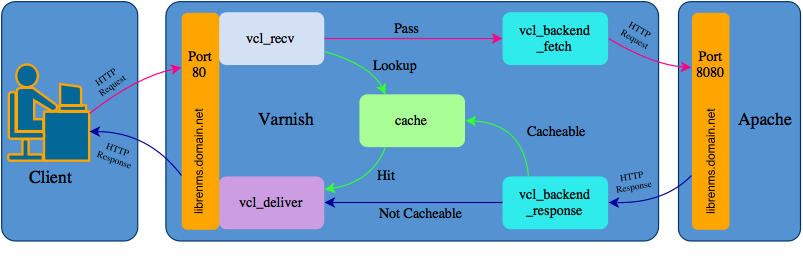 Client
HTTP
Request
HTTP
Response
Port
80
librenms.domain.net
vcl_recv
Pass
Lookup
vcl_backend
_fetch
Varnish
cache
Cacheable
Hit
vcl_deliver
Not Cacheable
vcl_backend
_response
HTTP
Request
HTTP
Response
Port
8080
librenms.domain.net
Apache